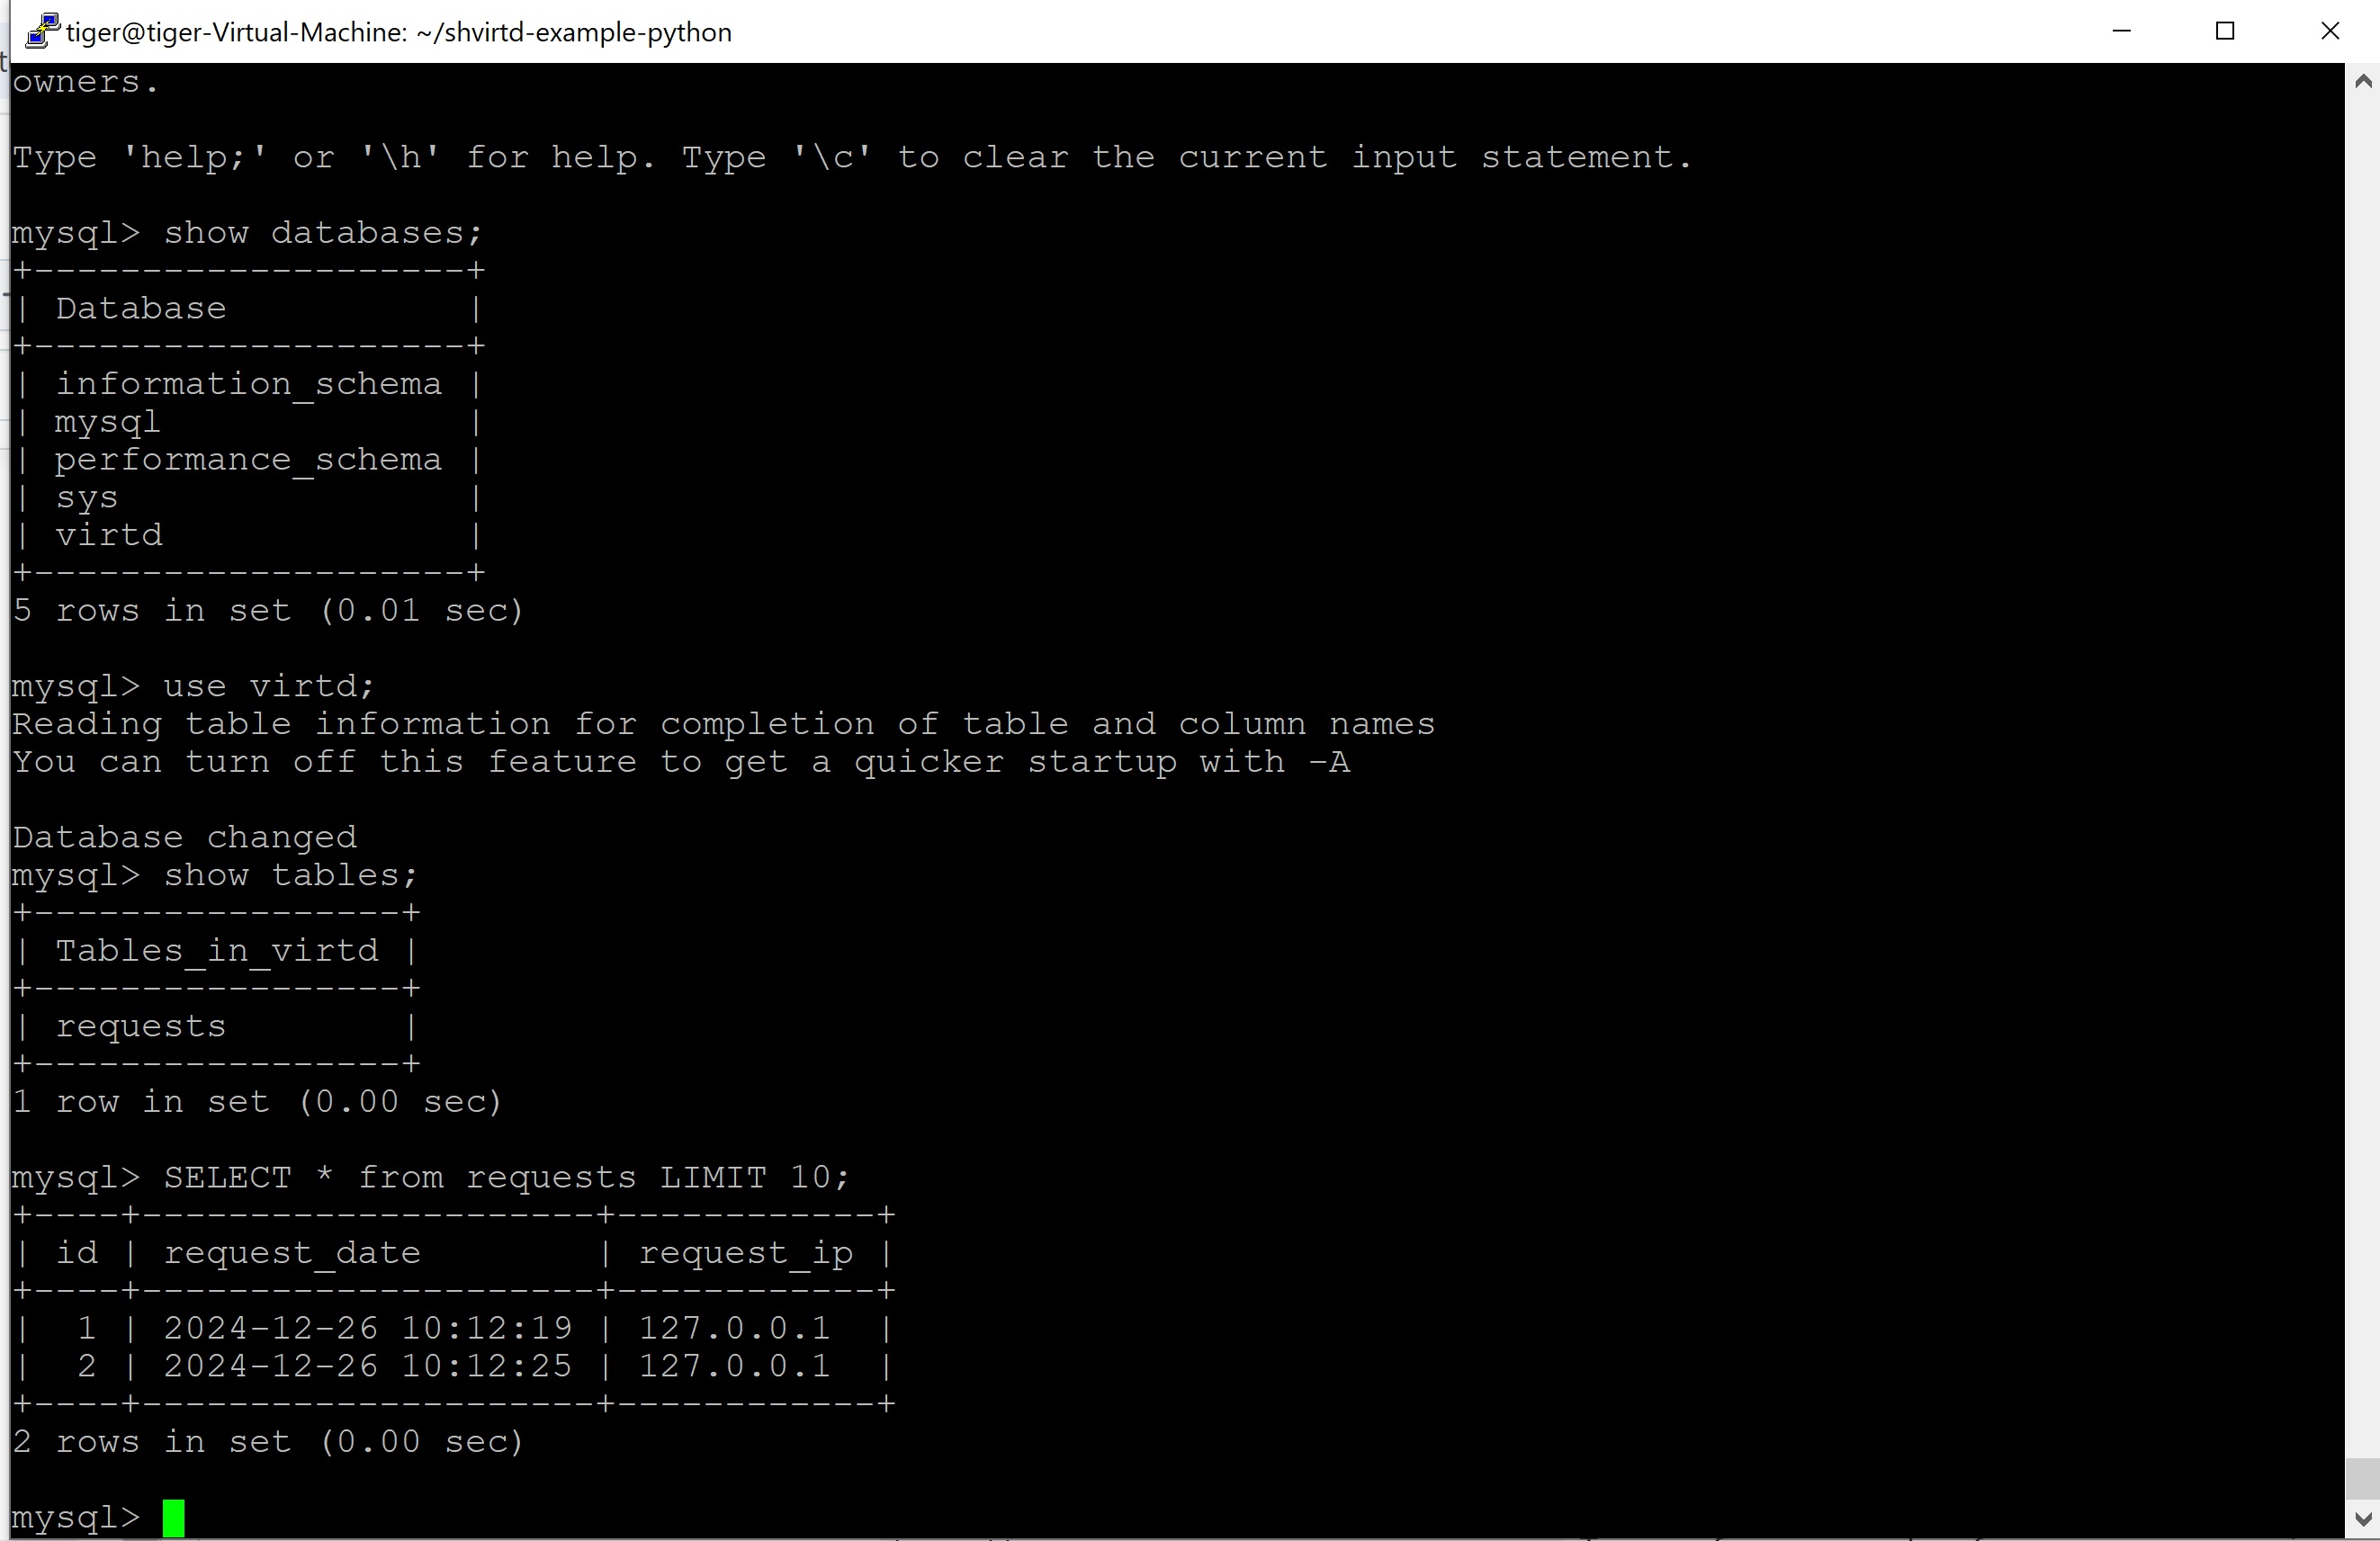 tiger@tiger-Virtual-Machine: ~/shvirtd-example-python
owners.
Type 'help;' or '\h' for help. Type '\c' to clear the current input statement.
mysql> show databases;
+--------------------+
| Database           |
+--------------------+
| information_schema |
| mysql              |
| performance_schema |
| sys                |
| virtd              |
+--------------------+
5 rows in set (0.01 sec)
mysql> use virtd;
Reading table information for completion of table and column names
You can turn off this feature to get a quicker startup with -A
Database changed
mysql> show tables;
+-----------------+
| Tables_in_virtd |
+-----------------+
| requests        |
+-----------------+
1 row in set (0.00 sec)
mysql> SELECT * from requests LIMIT 10;
+----+---------------------+------------+
| id | request_date        | request_ip |
+----+---------------------+------------+
|  1 | 2024-12-26 10:12:19 | 127.0.0.1  |
|  2 | 2024-12-26 10:12:25 | 127.0.0.1  |
+----+---------------------+------------+
2 rows in set (0.00 sec)
mysql>